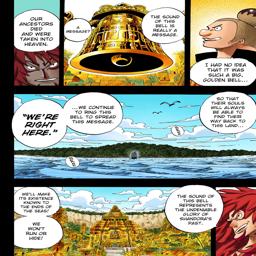 OUR
ANCESTORS
DIED
AND WERE
TAKEN INTO
HEAVEN.
A
MESSAGE?
THE SOUND
OF THIS
BELL IS
REALLY A
MESSAGE.
I HAD NO IDEA
THAT IT
WAS SUCH
A BIG,
GOLDEN BELL...
"WE'RE
RIGHT
HERE."
...WE CONTINUE
TO RING THIS
BELL TO SPREAD
THIS MESSAGE.
SO THAT
THEIR SOULS
WILL ALWAYS
BE ABLE
TO FIND
THEIR WAY
BACK TO
THIS LAND...
WE'LL MAKE
ITS EXISTENCE
KNOWN TO THE
ENDS OF
THE SEAS!
WE
WON'T
RUN OR
HIDE!
THE SOUND OF
THIS BELL
REPRESENTS
THE UNDENIABLE
GLORY OF
SHANDORA'S
PAST.